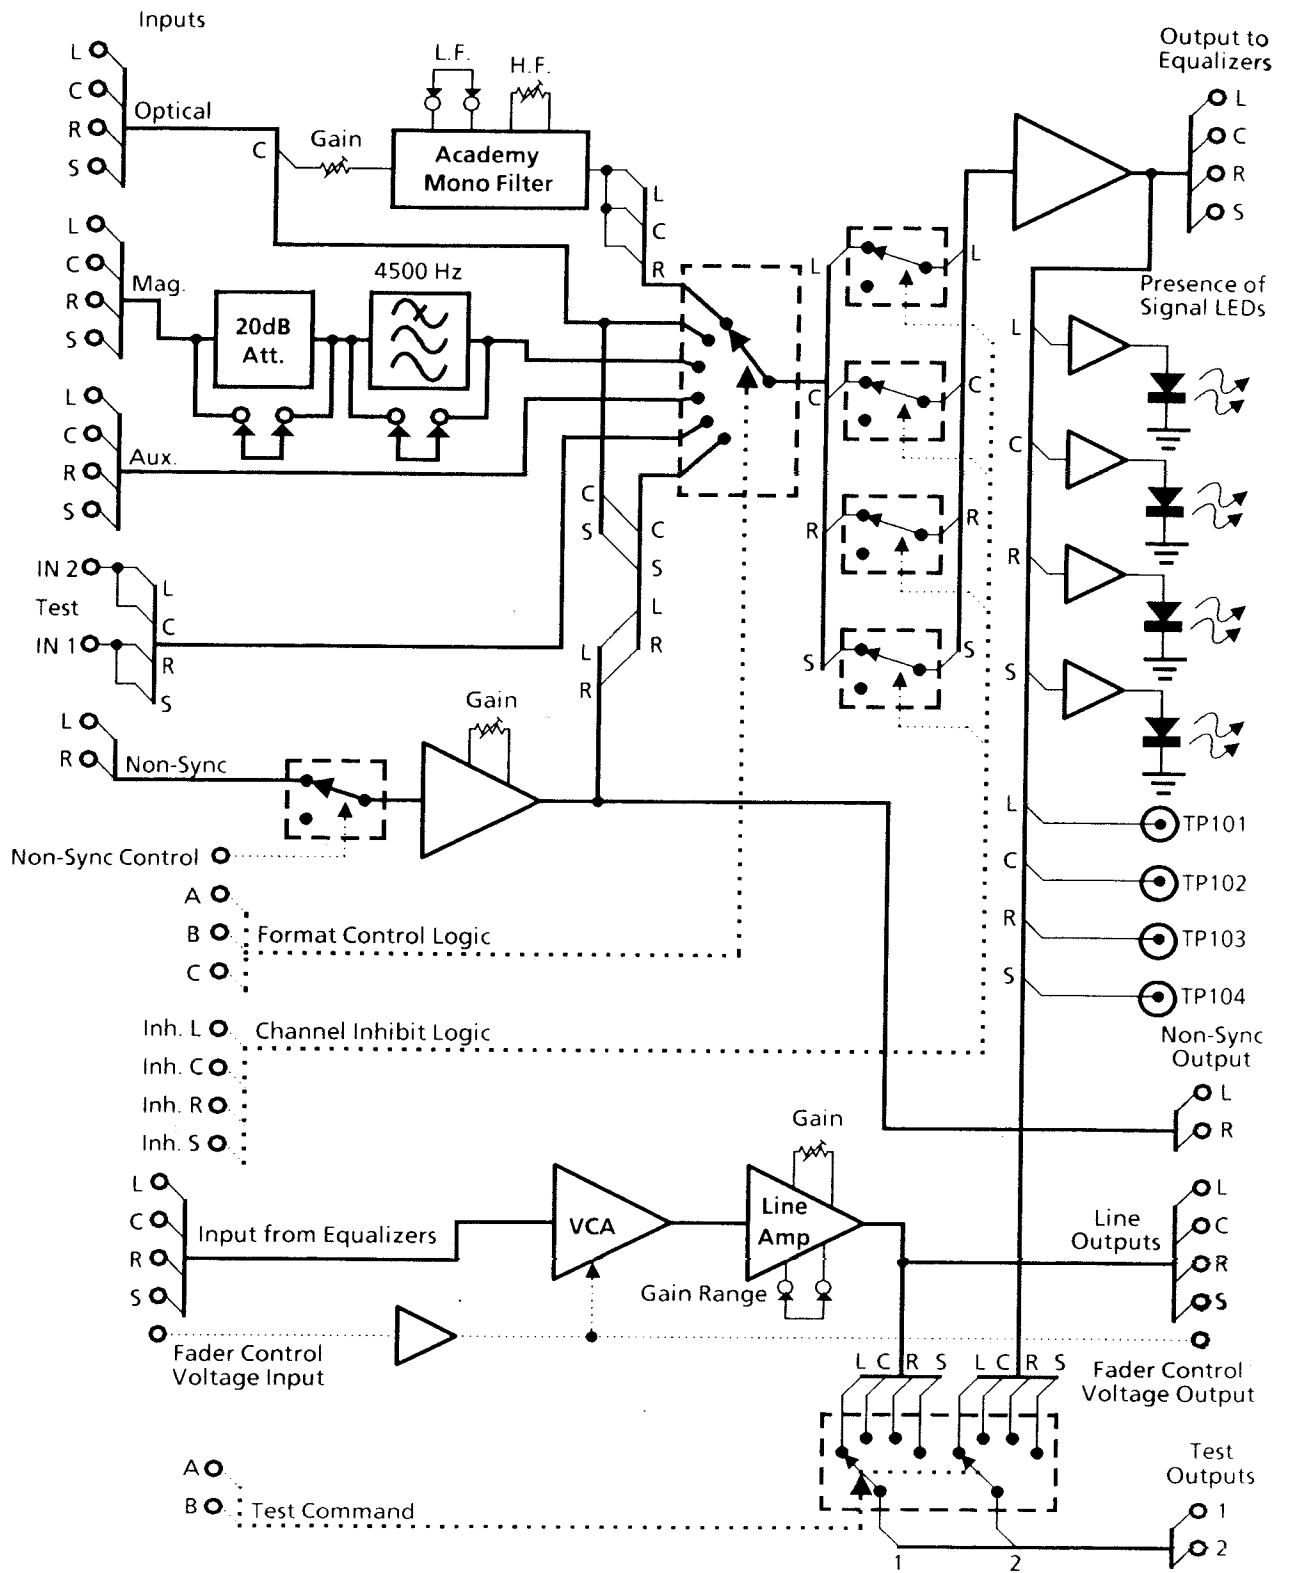 Inputs
L
C
R
S
Optical
C
Gain
L.F.
H.F.
Academy
Mono Filter
L
C
R
Output to
Equalizers
L
C
R
S
L
C
R
S
Mag.
20dB
Att.
4500 Hz
L
C
R
S
L
C
R
S
Presence of
Signal LEDs
L
C
R
S
L
C
R
S
Aux.
C
S
C
S
L
R
L
R
IN 2
Test
IN 1
L
C
R
S
L
R
Non-Sync
Gain
Non-Sync Control
A
B
C
Format Control Logic
L
C
R
S
TP101
TP102
TP103
TP104
Inh. L
Inh. C
Inh. R
Inh. S
Channel Inhibit Logic
Non-Sync
Output
L
R
L
C
R
S
Input from Equalizers
VCA
Gain
Line
Amp
Gain Range
Line
Outputs
L
C
R
S
Fader Control
Voltage Input
Fader Control
Voltage Output
L C R S
L C R S
A
B
Test Command
Test
Outputs
1
2
1
2